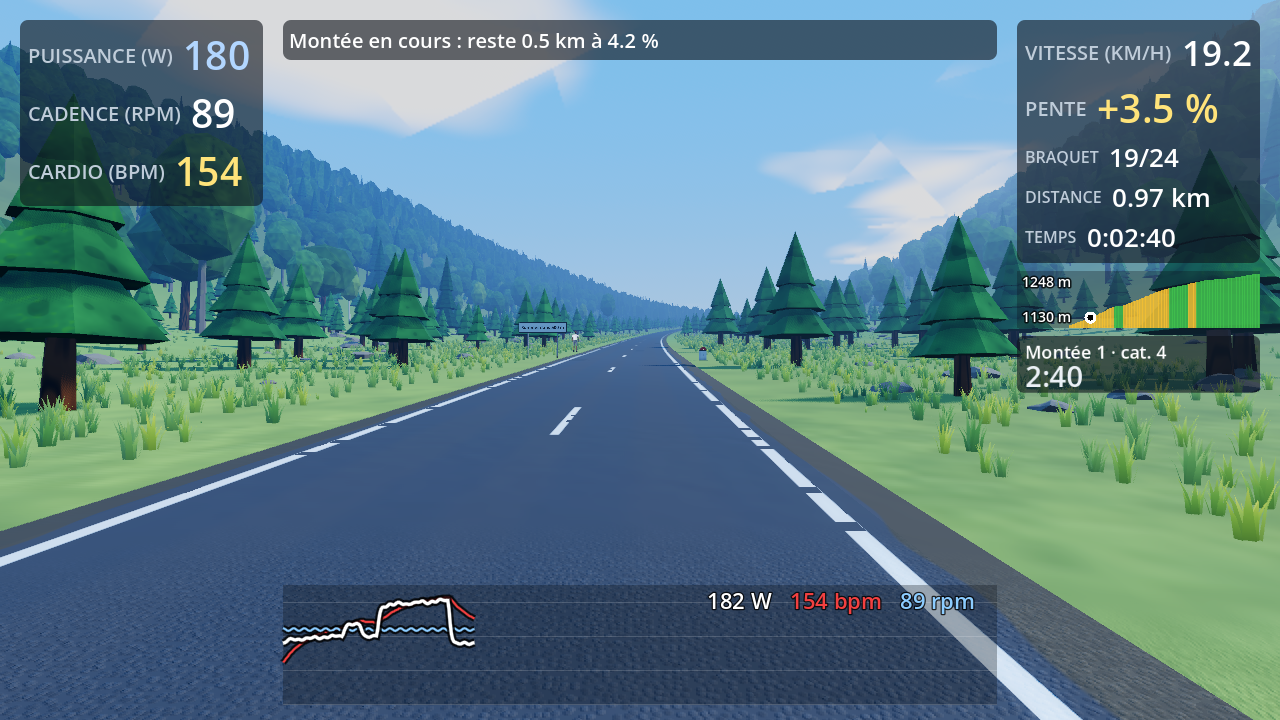 PUISSANCE (W) 180
CADENCE (RPM) 89
CARDIO (BPM) 154
Montée en cours : reste 0.5 km à 4.2 %
VITESSE (KM/H) 19.2
PENTE +3.5 %
BRAQUET 19/24
DISTANCE 0.97 km
TEMPS 0:02:40
1248 m
1130 m
Montée 1 · cat. 4
2:40
182 W 154 bpm 89 rpm